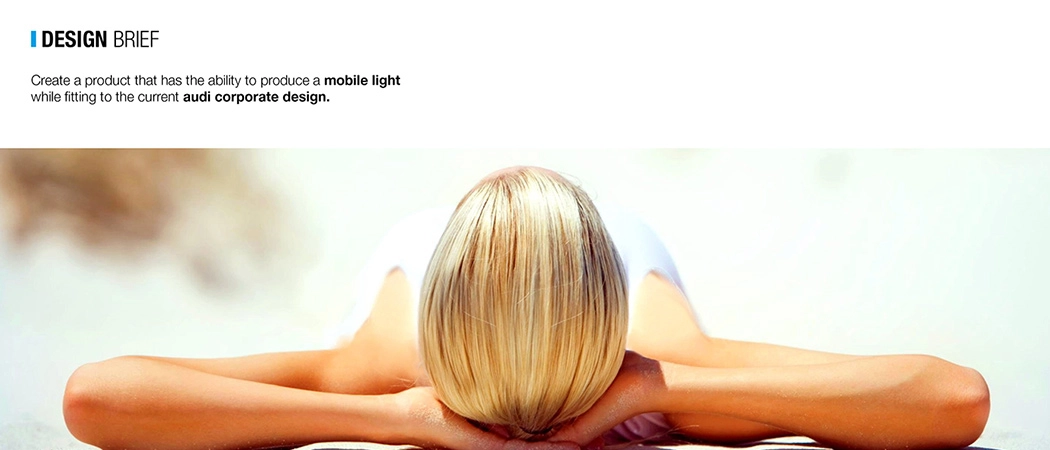 DESIGN BRIEF
Create a product that has the ability to produce a mobile light
while fitting to the current audi corporate design.